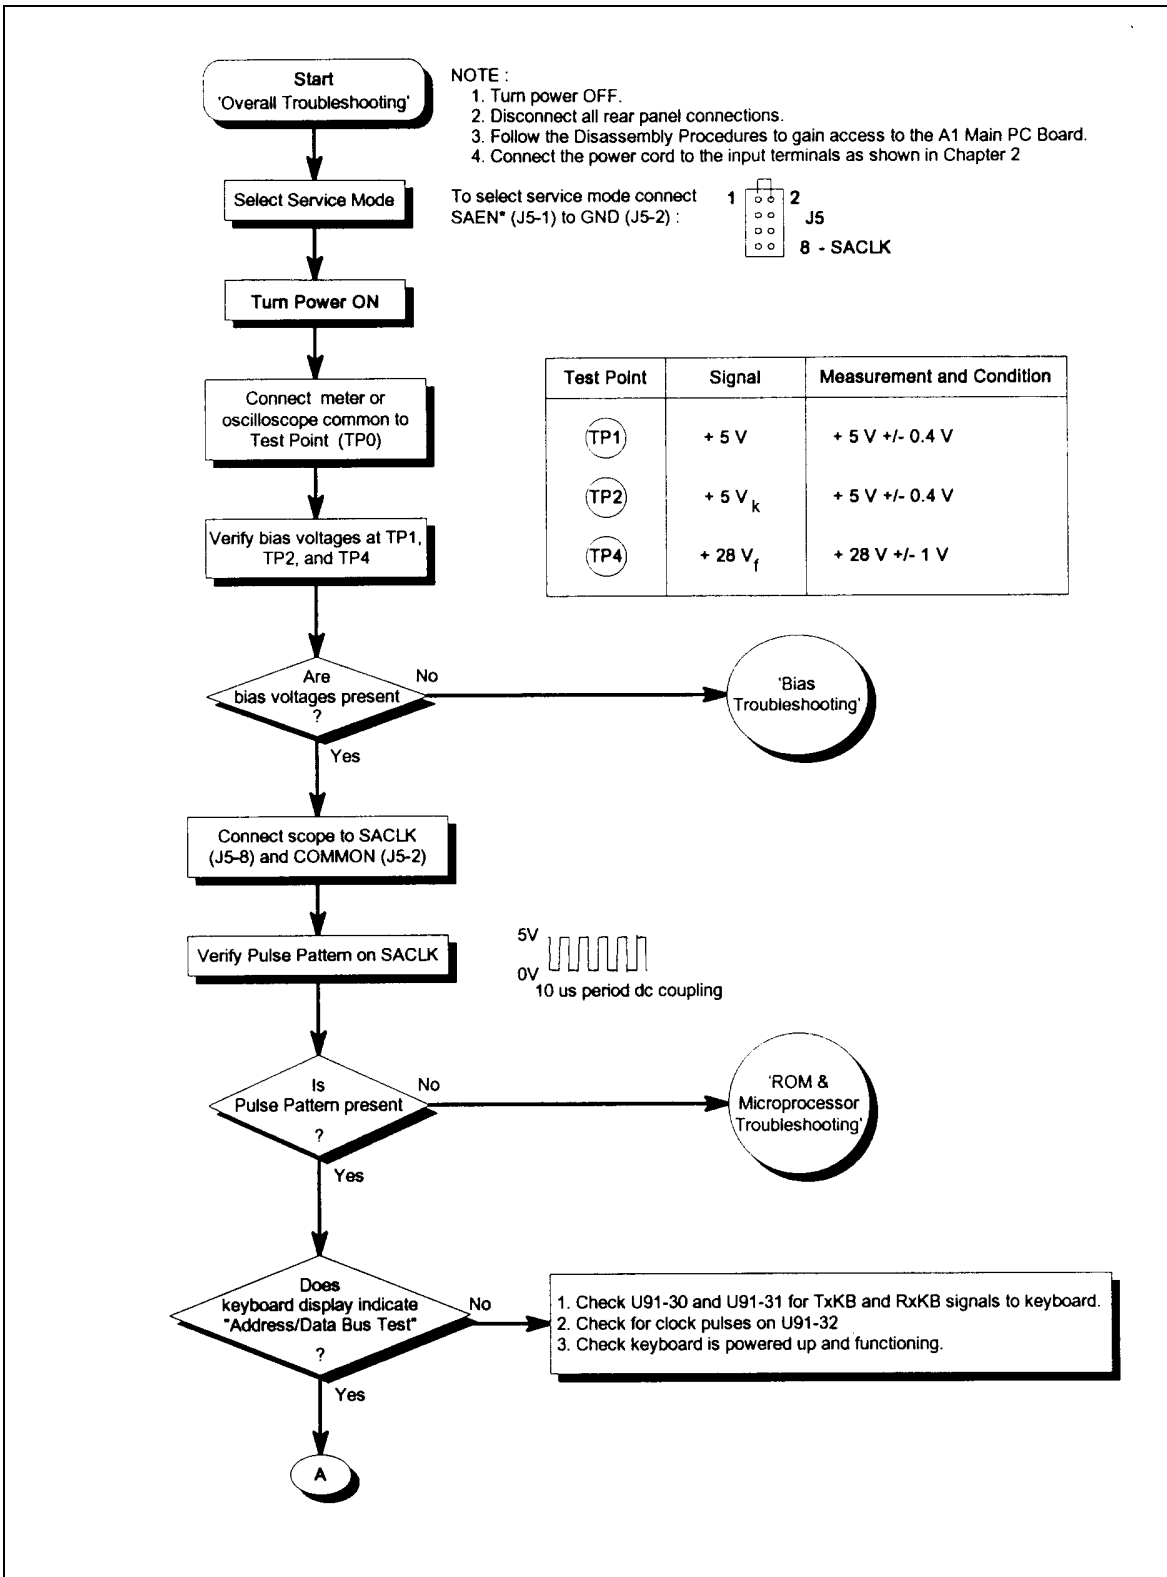 Start
'Overall Troubleshooting'
NOTE :
1. Turn power OFF.
2. Disconnect all rear panel connections.
3. Follow the Disassembly Procedures to gain access to the A1 Main PC Board.
4. Connect the power cord to the input terminals as shown in Chapter 2
Select Service Mode
To select service mode connect
SAEN* (J5-1) to GND (J5-2) :
1 2
J5
8 - SACLK
Turn Power ON
Connect meter or
oscilloscope common to
Test Point (TP0)
Test Point Signal Measurement and Condition
TP1 + 5 V + 5 V +/- 0.4 V
TP2 + 5 V k + 5 V +/- 0.4 V
TP4 + 28 V f + 28 V +/- 1 V
Verify bias voltages at TP1,
TP2, and TP4
Are
bias voltages present
?
No
'Bias
Troubleshooting'
Yes
Connect scope to SACLK
(J5-8) and COMMON (J5-2)
Verify Pulse Pattern on SACLK
5V
0V
10 us period dc coupling
Is
Pulse Pattern present
?
No
'ROM &
Microprocessor
Troubleshooting'
Yes
Does
keyboard display indicate
"Address/Data Bus Test"
?
No
1. Check U91-30 and U91-31 for TxKB and RxKB signals to keyboard.
2. Check for clock pulses on U91-32
3. Check keyboard is powered up and functioning.
Yes
A